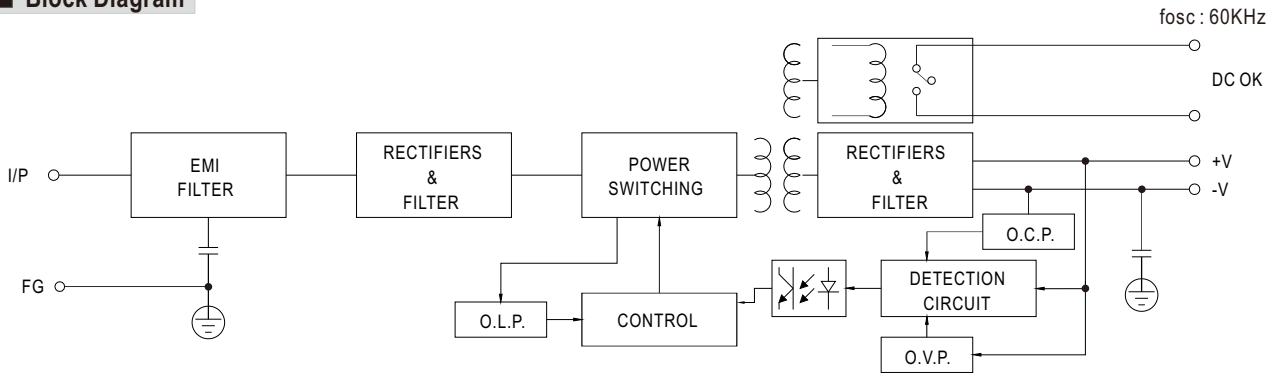 ■ Block Diagram
fosc : 60KHz
DC OK
I/P
EMI
FILTER
RECTIFIERS
&
FILTER
POWER
SWITCHING
RECTIFIERS
&
FILTER
+V
-V
O.C.P.
FG
O.L.P.
CONTROL
DETECTION
CIRCUIT
O.V.P.